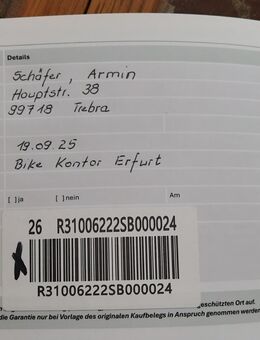 Details
Schäfer, Armin
Hauptstr. 38
99718 Trebra
19.09.25
Bike Kontor Erfurt
[ ] ja [ ] nein Am
26 R31006222SB000024
R31006222SB000024
geschützten Ort auf.
die Garantie nur bei Vorlage des originalen Kaufbelegs in Anspruch genommen werden